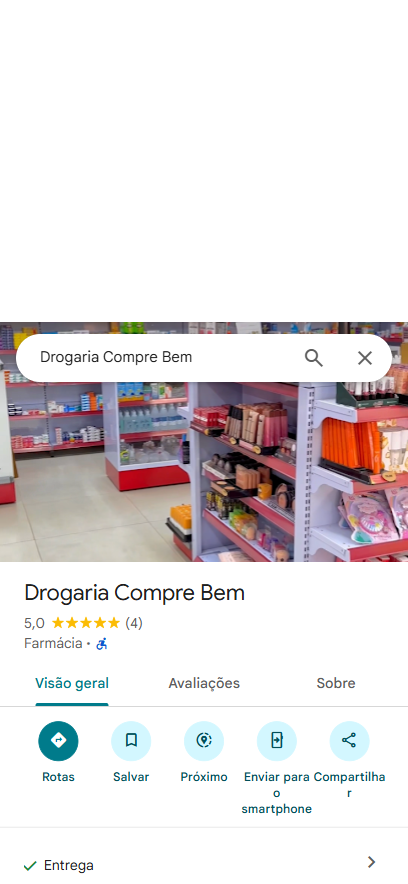 Drogaria Compre Bem
Drogaria Compre Bem
5,0 (4)
Farmácia ·
Visão geral Avaliações Sobre
Rotas Salvar Próximo Enviar para o smartphone Compartilhar
Entrega